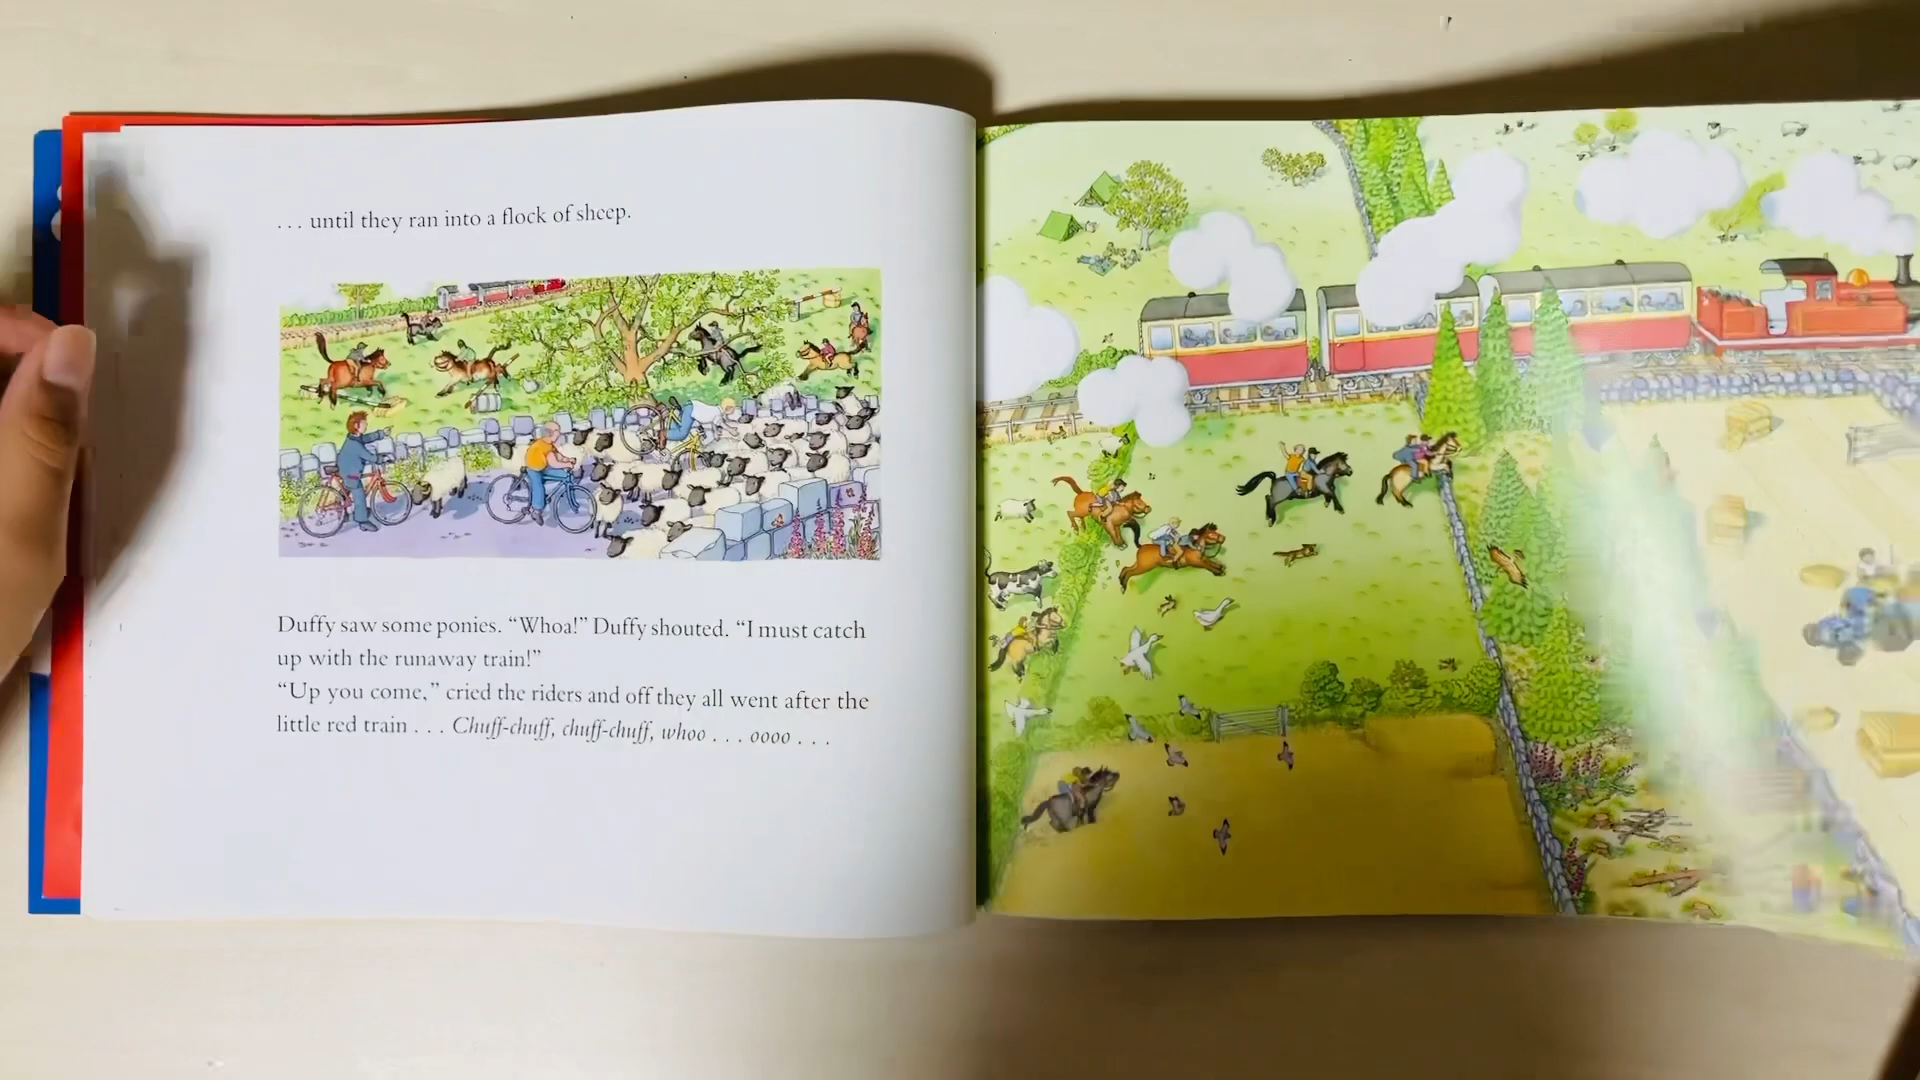 . . . until they ran into a flock of sheep.
Duffy saw some ponies. “Whoa!” Duffy shouted. “I must catch
up with the runaway train!”
“Up you come,” cried the riders and off they all went after the
little red train . . . Chuff-chuff, chuff-chuff, whoo . . . oooo . . .